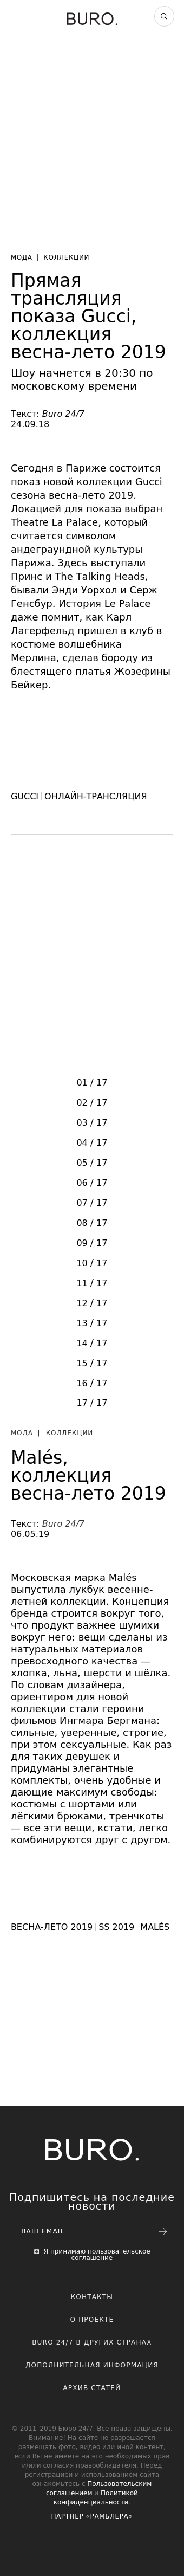 BURO.
МОДА | КОЛЛЕКЦИИ
Прямая
трансляция
показа Gucci,
коллекция
весна-лето 2019
Шоу начнется в 20:30 по
московскому времени
Текст: Buro 24/7
24.09.18
Сегодня в Париже состоится
показ новой коллекции Gucci
сезона весна-лето 2019.
Локацией для показа выбран
Theatre La Palace, который
считается символом
андеграундной культуры
Парижа. Здесь выступали
Принс и The Talking Heads,
бывали Энди Уорхол и Серж
Генсбур. История Le Palace
даже помнит, как Карл
Лагерфельд пришел в клуб в
костюме волшебника
Мерлина, сделав бороду из
блестящего платья Жозефины
Бейкер.
GUCCI | ОНЛАЙН-ТРАНСЛЯЦИЯ
01 / 17
02 / 17
03 / 17
04 / 17
05 / 17
06 / 17
07 / 17
08 / 17
09 / 17
10 / 17
11 / 17
12 / 17
13 / 17
14 / 17
15 / 17
16 / 17
17 / 17
МОДА | КОЛЛЕКЦИИ
Malés,
коллекция
весна-лето 2019
Текст: Buro 24/7
06.05.19
Московская марка Malés
выпустила лукбук весенне-
летней коллекции. Концепция
бренда строится вокруг того,
что продукт важнее шумихи
вокруг него: вещи сделаны из
натуральных материалов
превосходного качества —
хлопка, льна, шерсти и шёлка.
По словам дизайнера,
ориентиром для новой
коллекции стали героини
фильмов Ингмара Бергмана:
сильные, уверенные, строгие,
при этом сексуальные. Как раз
для таких девушек и
придуманы элегантные
комплекты, очень удобные и
дающие максимум свободы:
костюмы с шортами или
лёгкими брюками, тренчкоты
— все эти вещи, кстати, легко
комбинируются друг с другом.
ВЕСНА-ЛЕТО 2019 | SS 2019 | MALÉS
BURO.
Подпишитесь на последние
новости
ВАШ EMAIL
Я принимаю пользовательское
соглашение
КОНТАКТЫ
О ПРОЕКТЕ
BURO 24/7 В ДРУГИХ СТРАНАХ
ДОПОЛНИТЕЛЬНАЯ ИНФОРМАЦИЯ
АРХИВ СТАТЕЙ
© 2011–2019 Бюро 24/7. Все права защищены.
Внимание! На сайте не разрешается
размещать фото, видео или иной контент,
если Вы не имеете на это необходимых прав
и/или согласия правообладателя. Перед
регистрацией и использованием сайта
ознакомьтесь с Пользовательским
соглашением и Политикой
конфиденциальности.
ПАРТНЕР «РАМБЛЕРА»